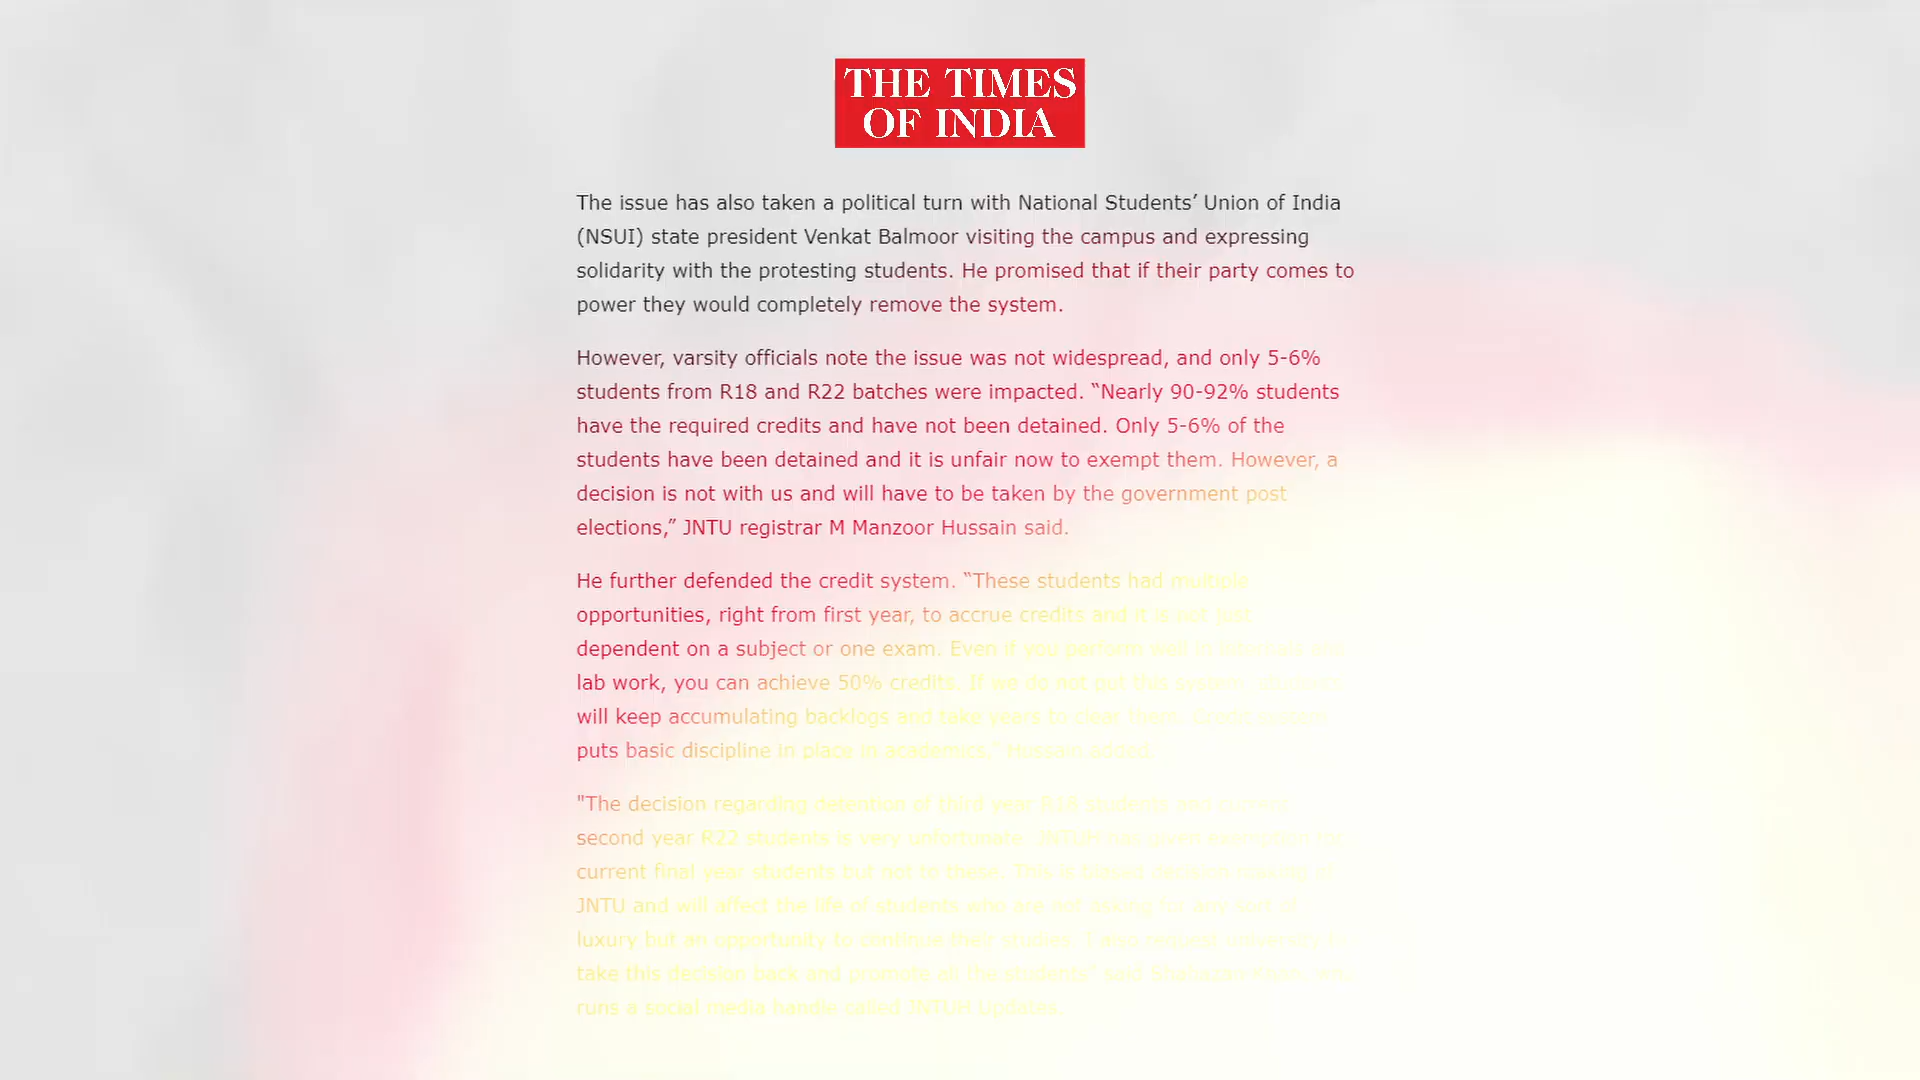 THE TIMES
OF INDIA
The issue has also taken a political turn with National Students’ Union of India
(NSUI) state president Venkat Balmoor visiting the campus and expressing
solidarity with the protesting students. He promised that if their party comes to
power they would completely remove the system.
However, varsity officials note the issue was not widespread, and only 5-6%
students from R18 and R22 batches were impacted. “Nearly 90-92% students
have the required credits and have not been detained. Only 5-6% of the
students have been detained and it is unfair now to exempt them. However, a
decision is not with us and will have to be taken by the government post
elections,” JNTU registrar M Manzoor Hussain said.
He further defended the credit system. “These students had multiple
opportunities, right from first year, to accrue credits and it is not just
dependent on a subject or one exam. Even if you perform well in internals and
lab work, you can achieve 50% credits. If we do not put this system, students
will keep accumulating backlogs and take years to clear them. Credit system
puts basic discipline in place in academics,” Hussain added.
"The decision regarding detention of third year R18 students and current
second year R22 students is very unfortunate. JNTUH has given exemption for
current final year students but not to these. This is biased decision making of
JNTU and will affect the life of students who are not asking for any sort of
luxury but an opportunity to continue their studies. I also request university to
take this decision back and promote all the students" said
runs a social media handle called JNTUH Updates.